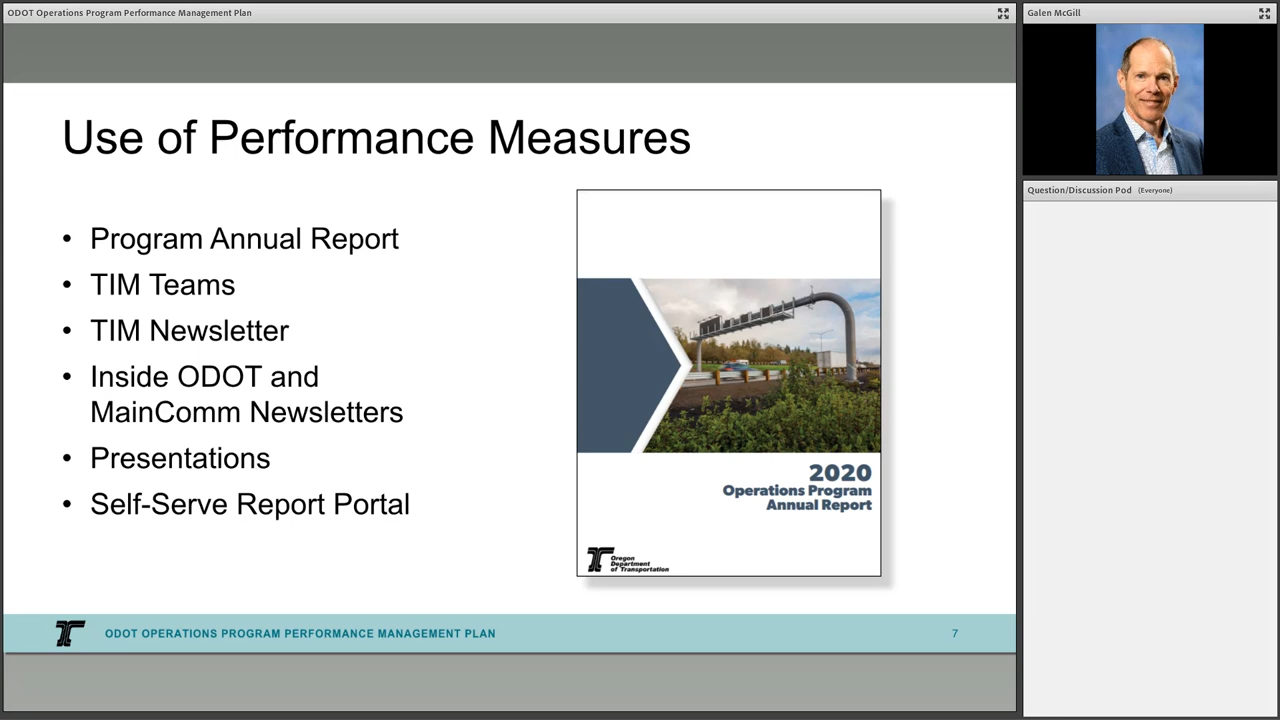 ODOT Operations Program Performance Management Plan
Galen McGill
Question/Discussion Pod (Everyone)
Use of Performance Measures
• Program Annual Report
• TIM Teams
• TIM Newsletter
• Inside ODOT and
MainComm Newsletters
• Presentations
• Self-Serve Report Portal
2020
Operations Program
Annual Report
Oregon
Department
of Transportation
ODOT OPERATIONS PROGRAM PERFORMANCE MANAGEMENT PLAN
7